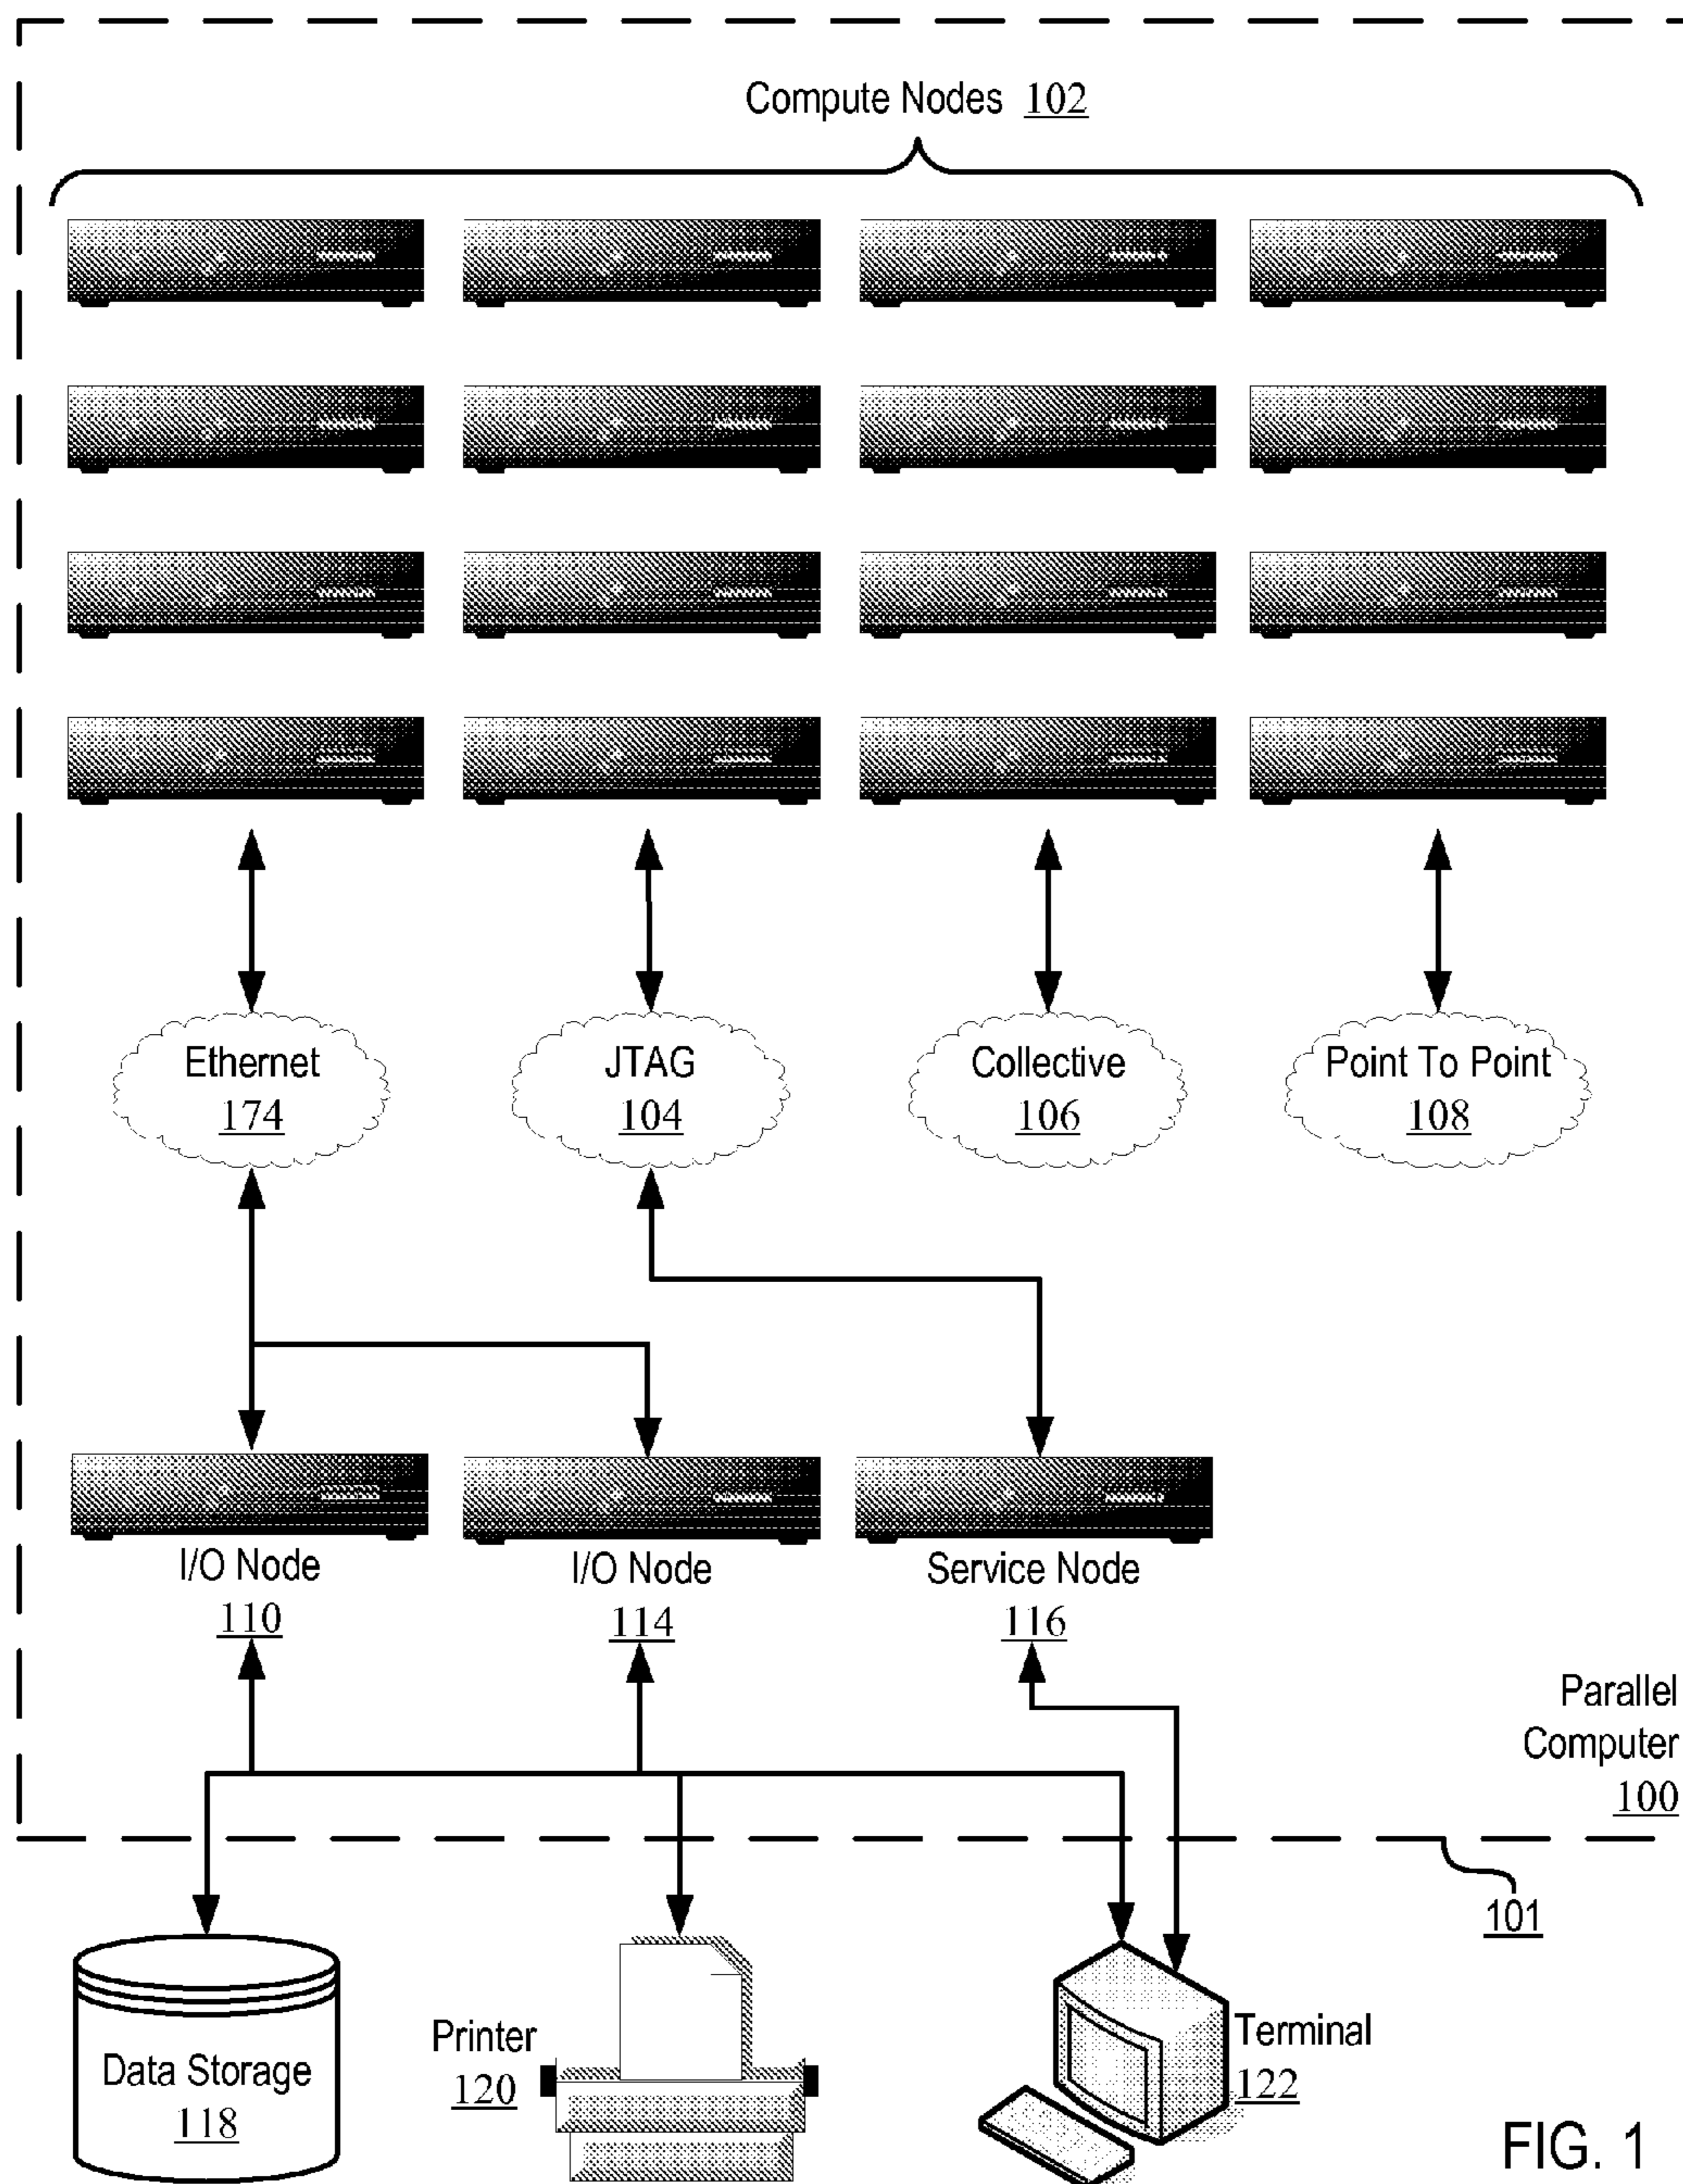 Compute Nodes 102
Ethernet
174
JTAG
104
Collective
106
Point To Point
108
I/O Node
110
I/O Node
114
Service Node
116
Parallel
Computer
100
101
Data Storage
118
Printer
120
Terminal
122
FIG. 1